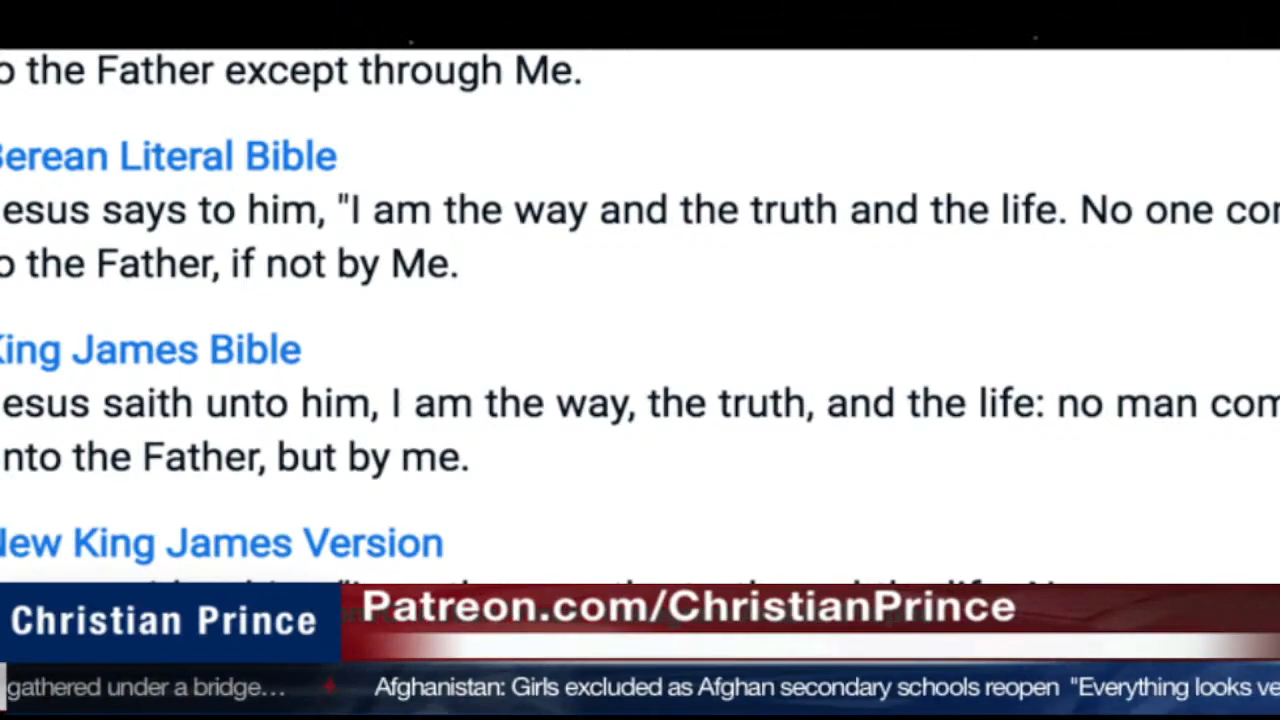 o the Father except through Me.
Berean Literal Bible
esus says to him, "I am the way and the truth and the life. No one con
o the Father, if not by Me.
King James Bible
esus saith unto him, I am the way, the truth, and the life: no man com
nto the Father, but by me.
New King James Version
Christian Prince
Patreon.com/ChristianPrince
gathered under a bridge...
Afghanistan: Girls excluded as Afghan secondary schools reopen "Everything looks ve